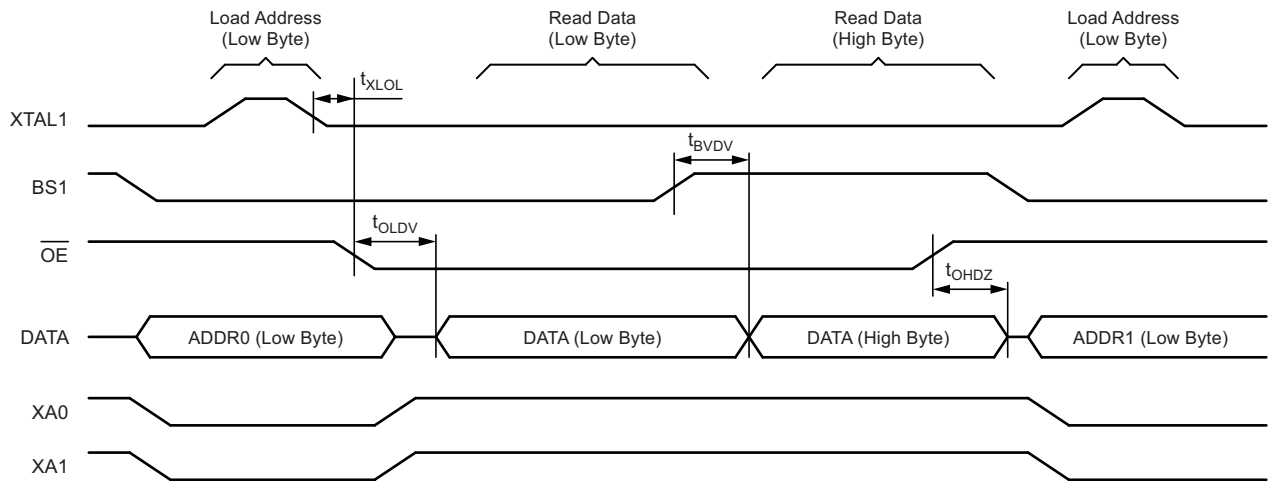 Load Address
(Low Byte)
Read Data
(Low Byte)
Read Data
(High Byte)
Load Address
(Low Byte)
tXLOL
XTAL1
tBVDV
BS1
tOLDV
OE
tOHDZ
DATA
ADDR0 (Low Byte)
DATA (Low Byte)
DATA (High Byte)
ADDR1 (Low Byte)
XA0
XA1